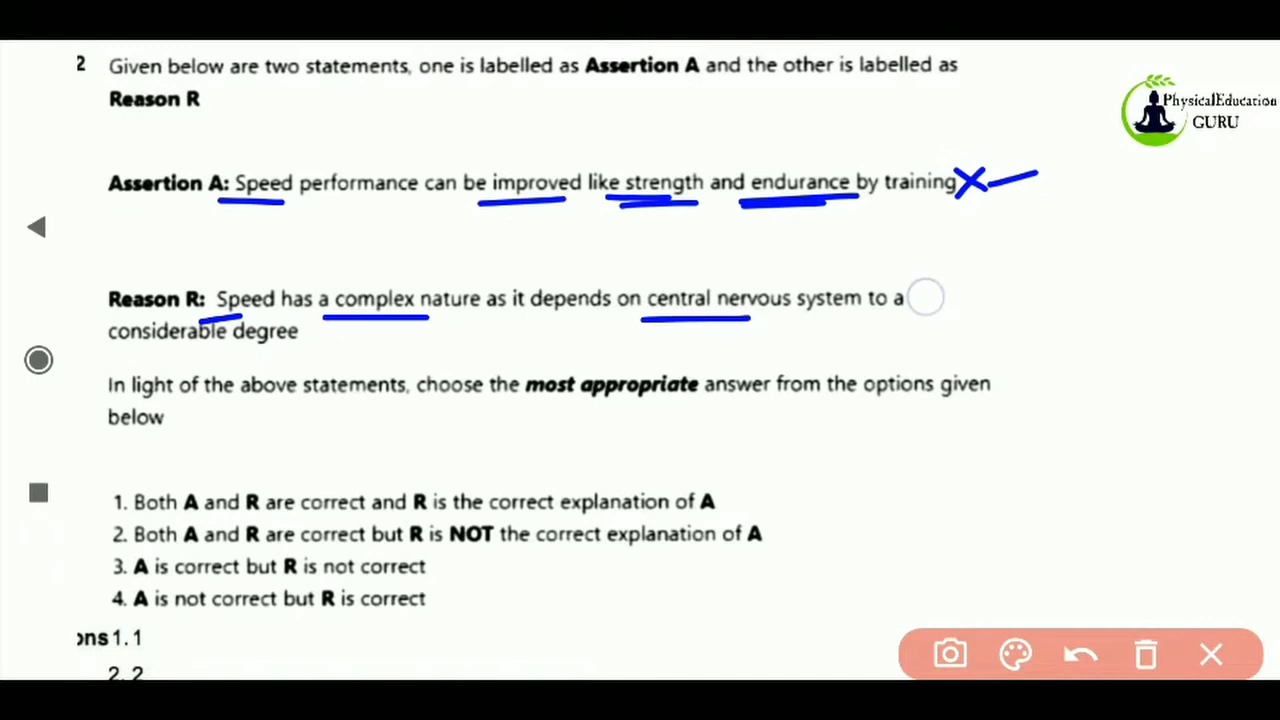 2 Given below are two statements, one is labelled as Assertion A and the other is labelled as
Reason R
PhysicalEducation
GURU
Assertion A: Speed performance can be improved like strength and endurance by training
Reason R: Speed has a complex nature as it depends on central nervous system to a
considerable degree
In light of the above statements, choose the most appropriate answer from the options given
below
1. Both A and R are correct and R is the correct explanation of A
2. Both A and R are correct but R is NOT the correct explanation of A
3. A is correct but R is not correct
4. A is not correct but R is correct
ons 1. 1
2. 2